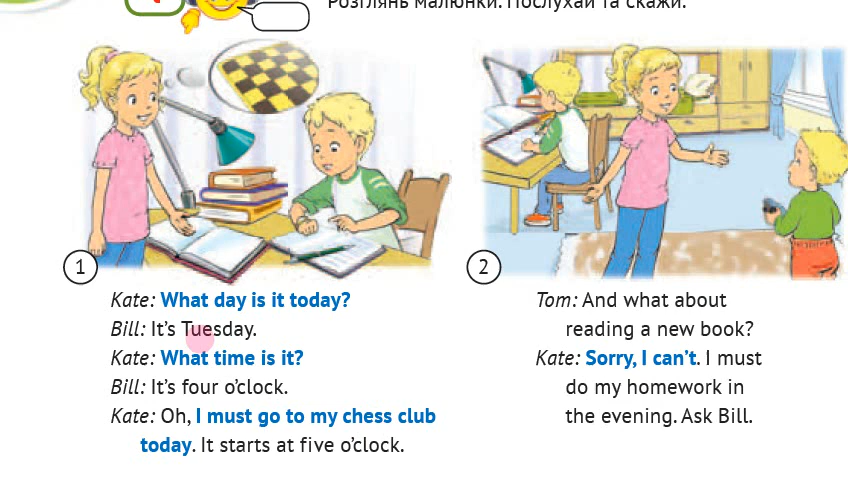 Розглянь малюнки. Послухай та скажи.
1
Kate: What day is it today?
Bill: It's Tuesday.
Kate: What time is it?
Bill: It's four o'clock.
Kate: Oh, I must go to my chess club
today. It starts at five o'clock.
2
Tom: And what about
reading a new book?
Kate: Sorry, I can't. I must
do my homework in
the evening. Ask Bill.